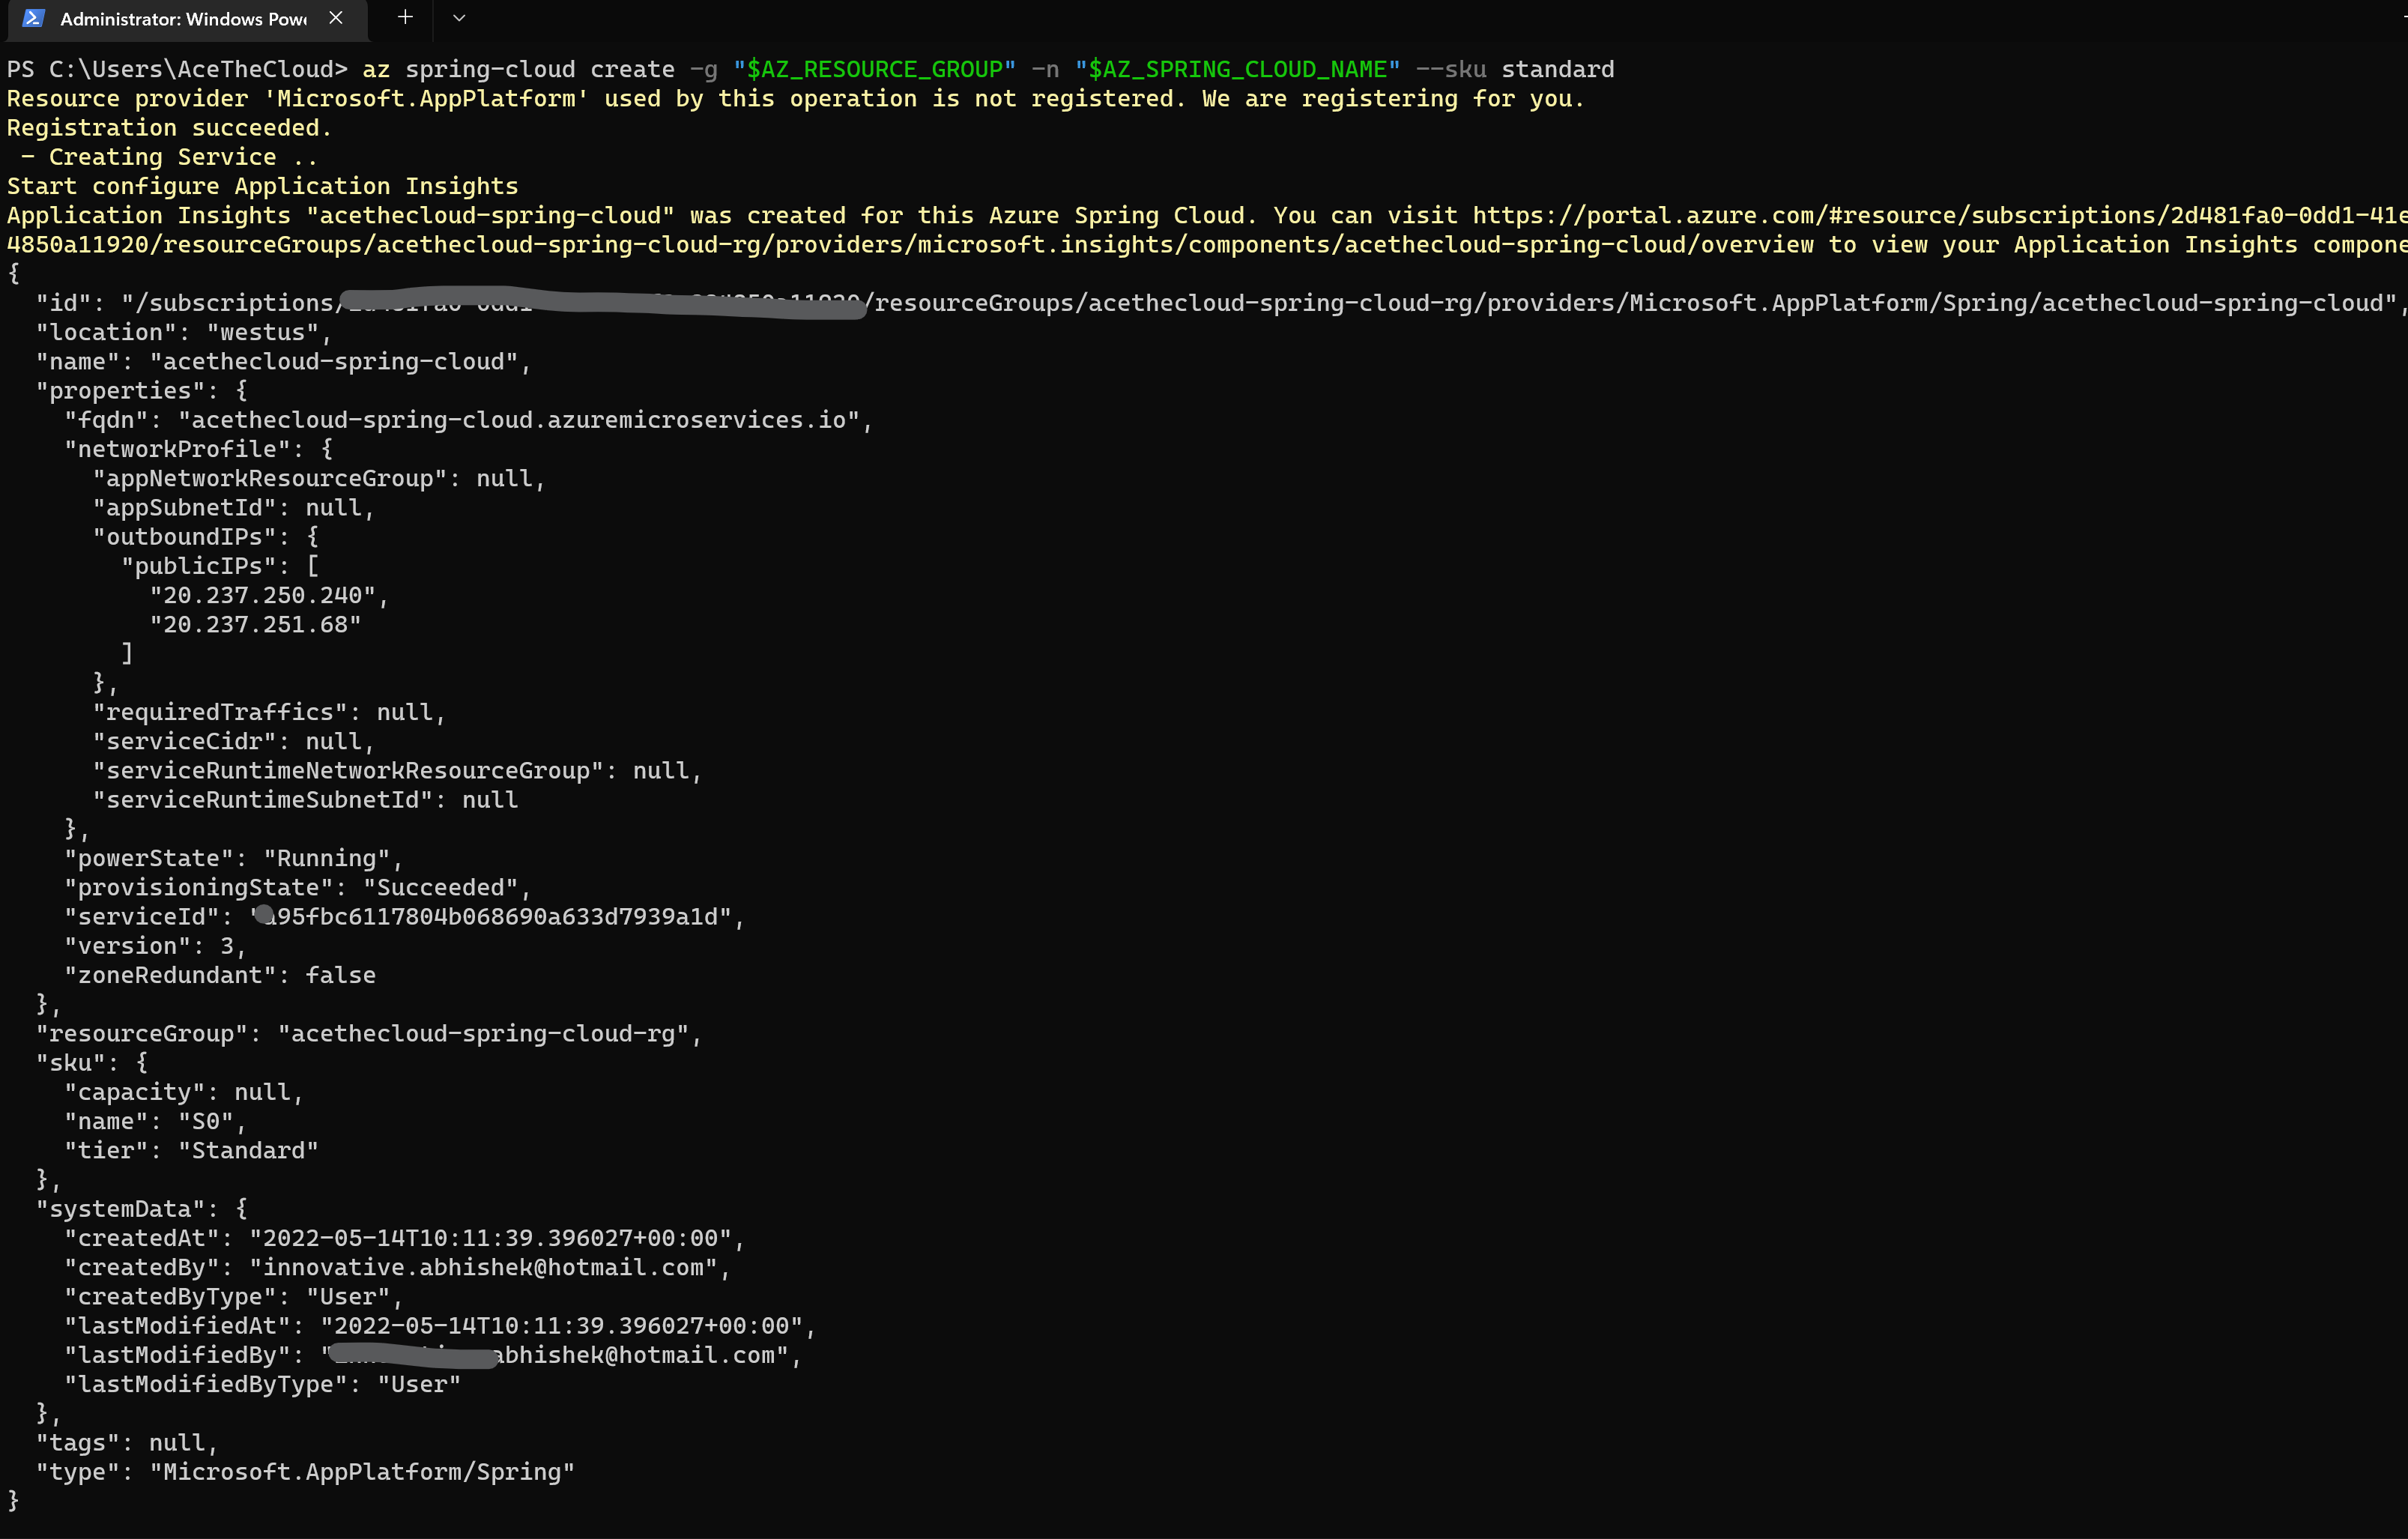 Administrator: Windows Pow
PS C:\Users\AceTheCloud> az spring-cloud create -g "$AZ_RESOURCE_GROUP" -n "$AZ_SPRING_CLOUD_NAME" --sku standard
Resource provider 'Microsoft.AppPlatform' used by this operation is not registered. We are registering for you.
Registration succeeded.
 - Creating Service ..
Start configure Application Insights
Application Insights "acethecloud-spring-cloud" was created for this Azure Spring Cloud. You can visit https://portal.azure.com/#resource/subscriptions/2d481fa0-0dd1-41e
4850a11920/resourceGroups/acethecloud-spring-cloud-rg/providers/microsoft.insights/components/acethecloud-spring-cloud/overview to view your Application Insights compone
{
  "id": "/subscriptions/ /resourceGroups/acethecloud-spring-cloud-rg/providers/Microsoft.AppPlatform/Spring/acethecloud-spring-cloud",
  "location": "westus",
  "name": "acethecloud-spring-cloud",
  "properties": {
    "fqdn": "acethecloud-spring-cloud.azuremicroservices.io",
    "networkProfile": {
      "appNetworkResourceGroup": null,
      "appSubnetId": null,
      "outboundIPs": {
        "publicIPs": [
          "20.237.250.240",
          "20.237.251.68"
        ]
      },
      "requiredTraffics": null,
      "serviceCidr": null,
      "serviceRuntimeNetworkResourceGroup": null,
      "serviceRuntimeSubnetId": null
    },
    "powerState": "Running",
    "provisioningState": "Succeeded",
    "serviceId": "a95fbc6117804b068690a633d7939a1d",
    "version": 3,
    "zoneRedundant": false
  },
  "resourceGroup": "acethecloud-spring-cloud-rg",
  "sku": {
    "capacity": null,
    "name": "S0",
    "tier": "Standard"
  },
  "systemData": {
    "createdAt": "2022-05-14T10:11:39.396027+00:00",
    "createdBy": "innovative.abhishek@hotmail.com",
    "createdByType": "User",
    "lastModifiedAt": "2022-05-14T10:11:39.396027+00:00",
    "lastModifiedBy": " abhishek@hotmail.com",
    "lastModifiedByType": "User"
  },
  "tags": null,
  "type": "Microsoft.AppPlatform/Spring"
}